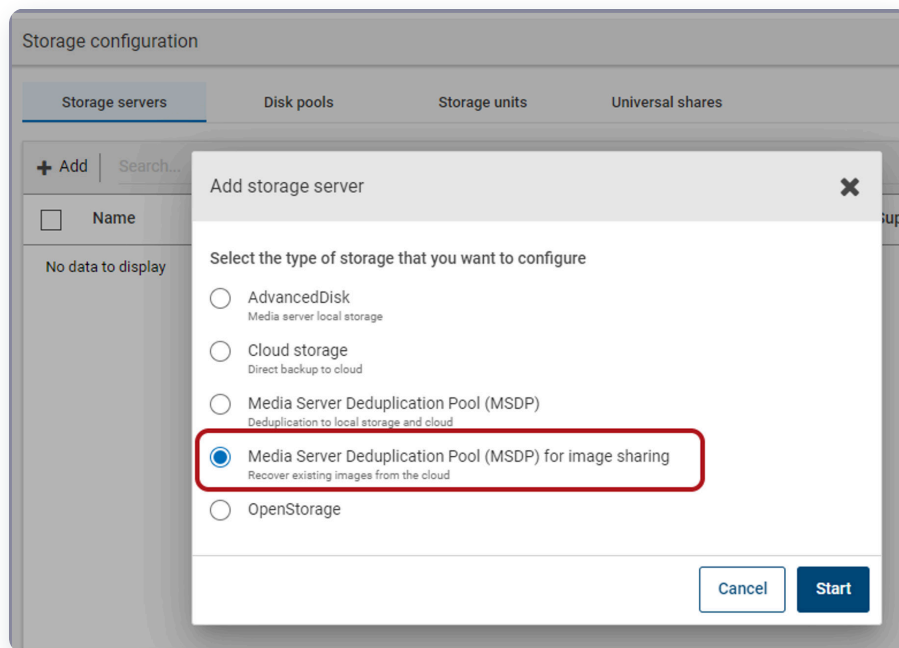 Storage configuration
Storage servers Disk pools Storage units Universal shares
Add Search...
Add storage server
Name
No data to display
Select the type of storage that you want to configure
AdvancedDisk
Media server local storage
Cloud storage
Direct backup to cloud
Media Server Deduplication Pool (MSDP)
Deduplication to local storage and cloud
Media Server Deduplication Pool (MSDP) for image sharing
Recover existing images from the cloud
OpenStorage
Cancel Start